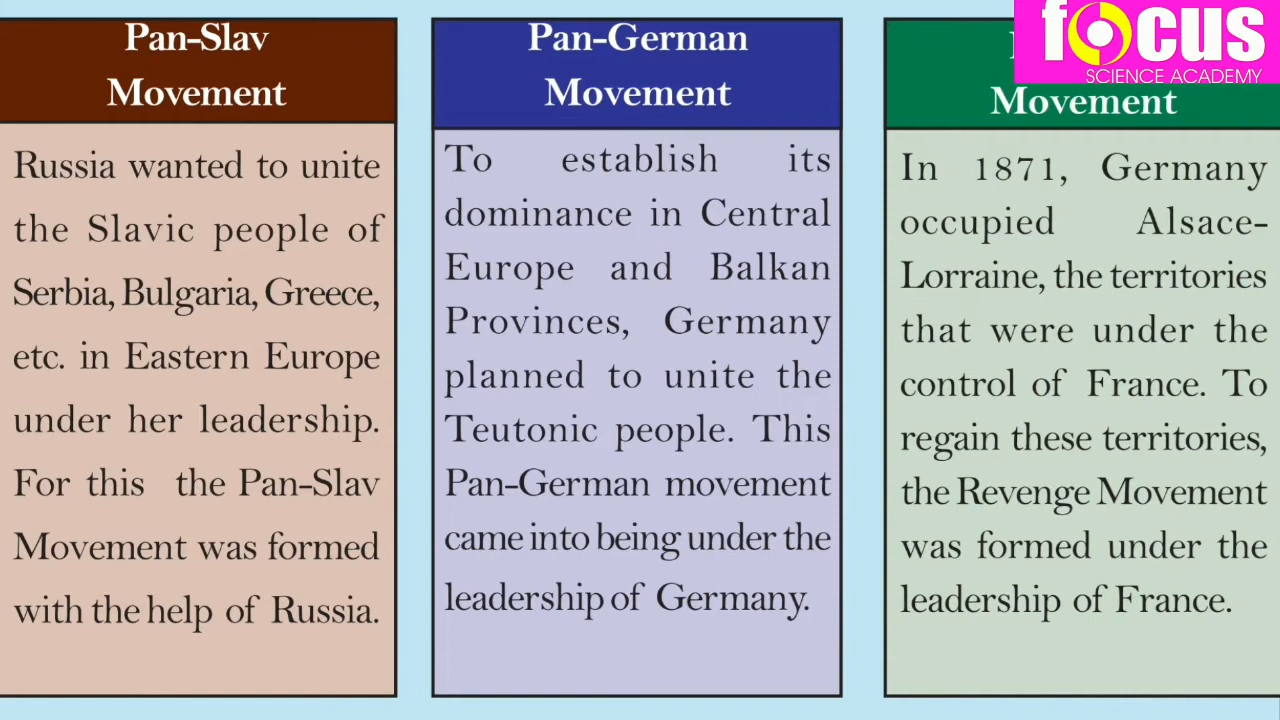 Pan-Slav
Movement
Russia wanted to unite
the Slavic people of
Serbia, Bulgaria, Greece,
etc. in Eastern Europe
under her leadership.
For this the Pan-Slav
Movement was formed
with the help of Russia.
Pan-German
Movement
To establish its
dominance in Central
Europe and Balkan
Provinces, Germany
planned to unite the
Teutonic people. This
Pan-German movement
came into being under the
leadership of Germany.
focus
SCIENCE ACADEMY
Movement
In 1871, Germany
occupied Alsace-
Lorraine, the territories
that were under the
control of France. To
regain these territories,
the Revenge Movement
was formed under the
leadership of France.